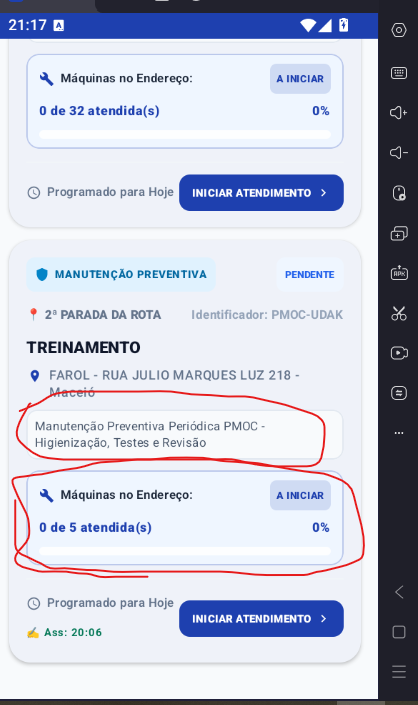 21:17 A
Máquinas no Endereço:
A INICIAR
0 de 32 atendida(s)
0%
Programado para Hoje
INICIAR ATENDIMENTO
MANUTENÇÃO PREVENTIVA
PENDENTE
2ª PARADA DA ROTA
Identificador: PMOC-UDAK
TREINAMENTO
FAROL - RUA JULIO MARQUES LUZ 218 -
Maceió
Manutenção Preventiva Periódica PMOC -
Higienização, Testes e Revisão
Máquinas no Endereço:
A INICIAR
0 de 5 atendida(s)
0%
Programado para Hoje
INICIAR ATENDIMENTO
Ass: 20:06